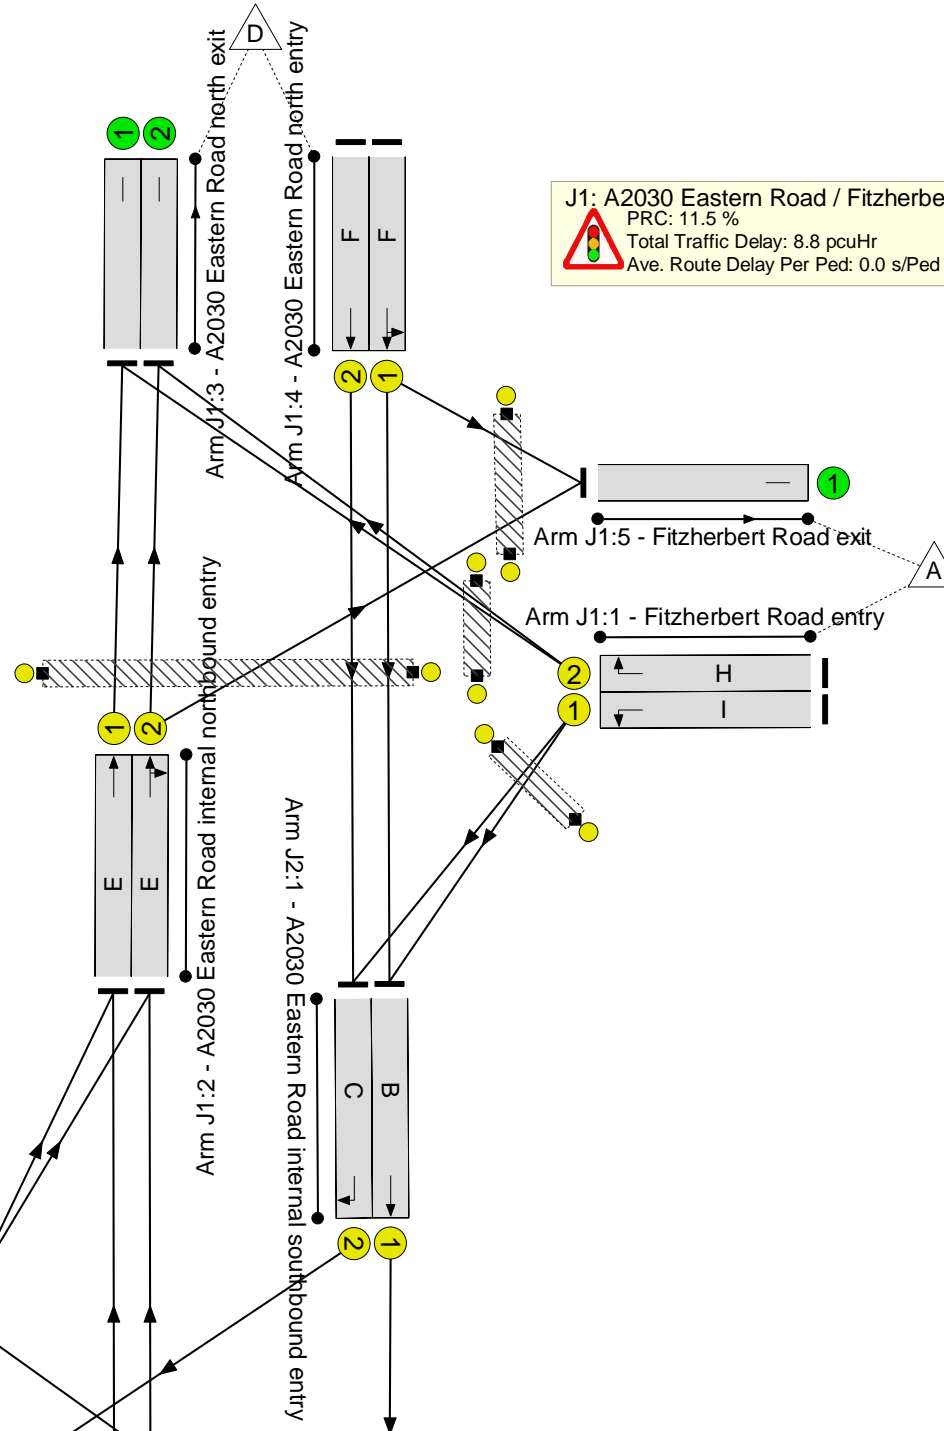 D
1
2
Arm J1:3 - A2030 Eastern Road north exit
Arm J1:4 - A2030 Eastern Road north entry
F
F
2
1
J1: A2030 Eastern Road / Fitzherbe
PRC: 11.5 %
Total Traffic Delay: 8.8 pcuHr
Ave. Route Delay Per Ped: 0.0 s/Ped
1
Arm J1:5 - Fitzherbert Road exit
A
Arm J1:1 - Fitzherbert Road entry
2
H
1
I
1
2
E
E
Arm J1:2 - A2030 Eastern Road internal northbound entry
Arm J2:1 - A2030 Eastern Road internal southbound entry
C
B
2
1